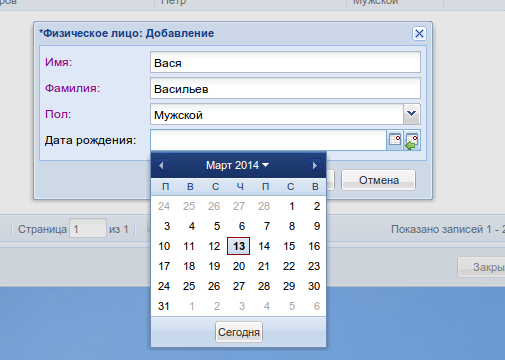 Петр Мужской
*Физическое лицо: Добавление
Имя: Вася
Фамилия: Васильев
Пол: Мужской
Дата рождения:
Март 2014
П В С Ч П С В
24 25 26 27 28 1 2
3 4 5 6 7 8 9
10 11 12 13 14 15 16
17 18 19 20 21 22 23
24 25 26 27 28 29 30
31 1 2 3 4 5 6
Сегодня
Отмена
Страница 1 из 1 Показано записей 1 - 2
Закры